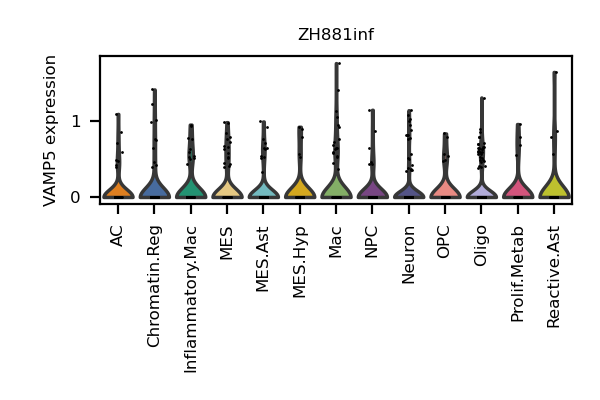 ZH881inf
VAMP5 expression
1
0
AC
Chromatin.Reg
Inflammatory.Mac
MES
MES.Ast
MES.Hyp
Mac
NPC
Neuron
OPC
Oligo
Prolif.Metab
Reactive.Ast